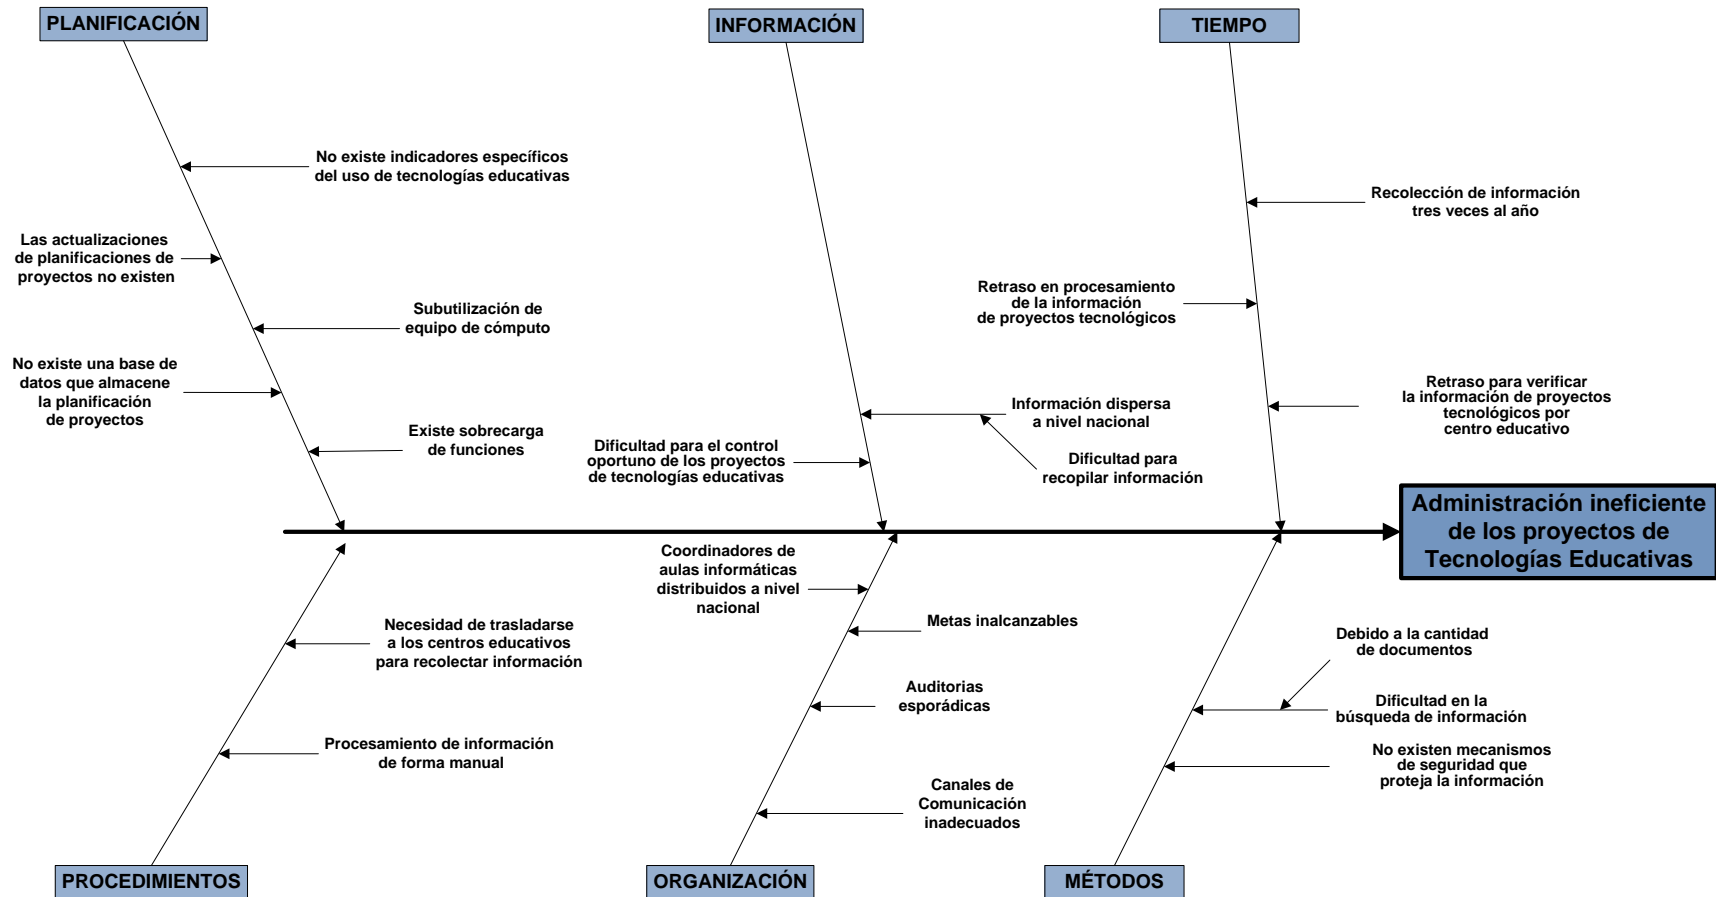 PLANIFICACIÓN
INFORMACIÓN
TIEMPO
No existe indicadores específicos
del uso de tecnologías educativas
Las actualizaciones
de planificaciones de
proyectos no existen
Subutilización de
equipo de cómputo
No existe una base de
datos que almacene
la planificación
de proyectos
Existe sobrecarga
de funciones
Información dispersa
a nivel nacional
Dificultad para el control
oportuno de los proyectos
de tecnologías educativas
Dificultad para
recopilar información
Recolección de información
tres veces al año
Retraso en procesamiento
de la información
de proyectos tecnológicos
Retraso para verificar
la información de proyectos
tecnológicos por
centro educativo
Administración ineficiente
de los proyectos de
Tecnologías Educativas
Necesidad de trasladarse
a los centros educativos
para recolectar información
Procesamiento de información
de forma manual
Coordinadores de
aulas informáticas
distribuidos a nivel
nacional
Metas inalcanzables
Auditorias
esporádicas
Canales de
Comunicación
inadecuados
Debido a la cantidad
de documentos
Dificultad en la
búsqueda de información
No existen mecanismos
de seguridad que
proteja la información
PROCEDIMIENTOS
ORGANIZACIÓN
MÉTODOS